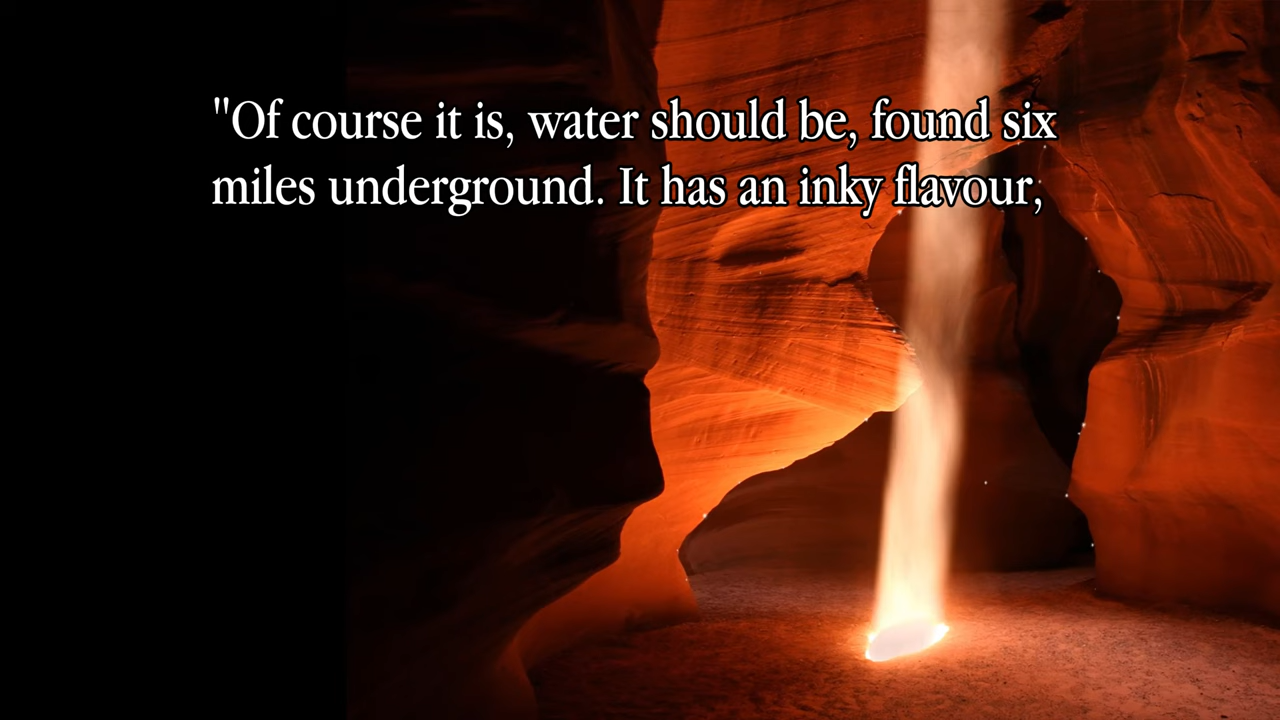 "Of course it is, water should be, found six
miles underground. It has an inky flavour,